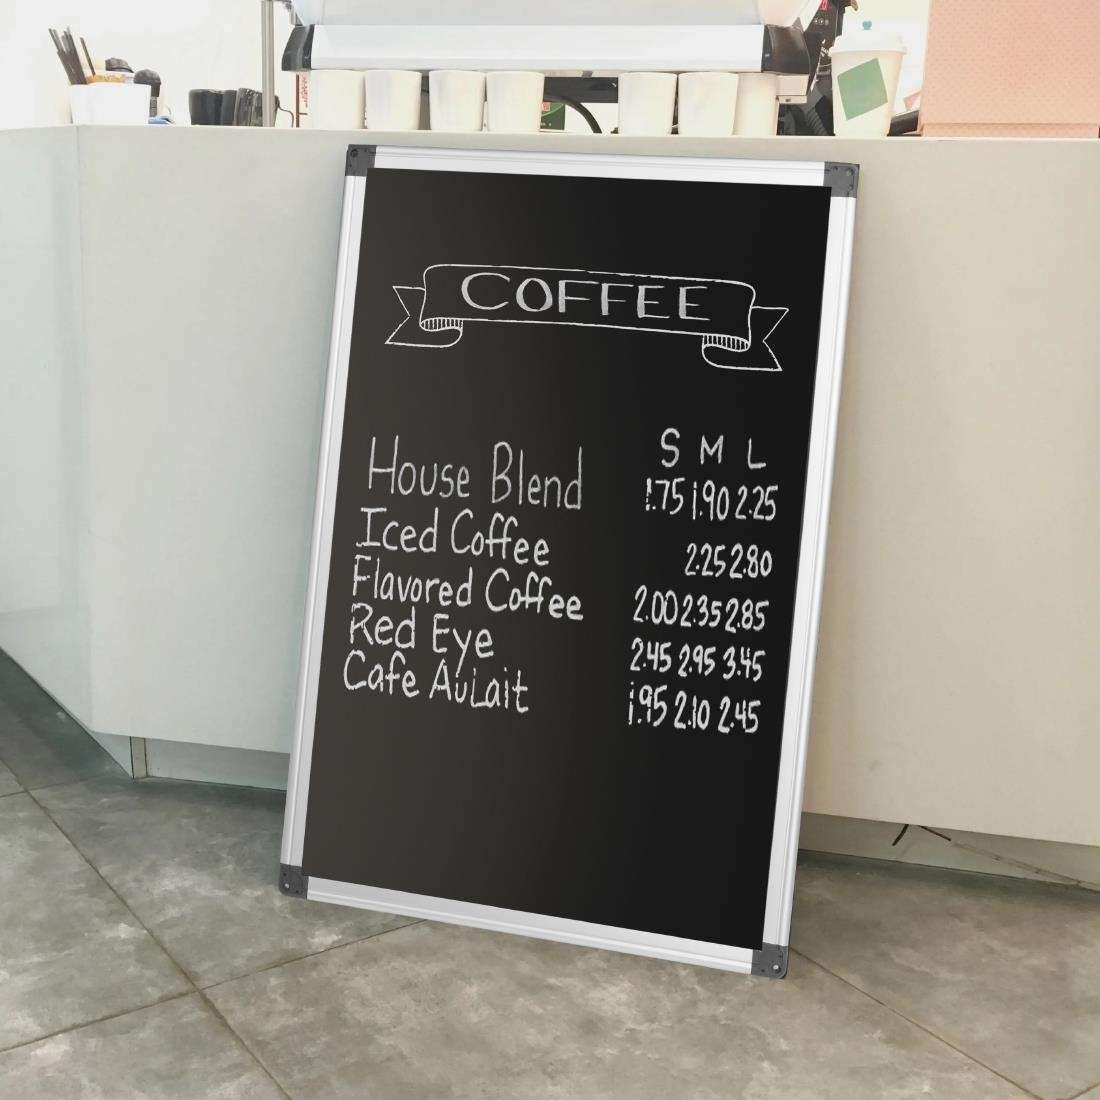 COFFEE
S M L
House Blend 1.75 1.90 2.25
Iced Coffee 2.25 2.80
Flavored Coffee 2.00 2.35 2.85
Red Eye 2.45 2.95 3.45
Cafe AuLait 1.95 2.10 2.45